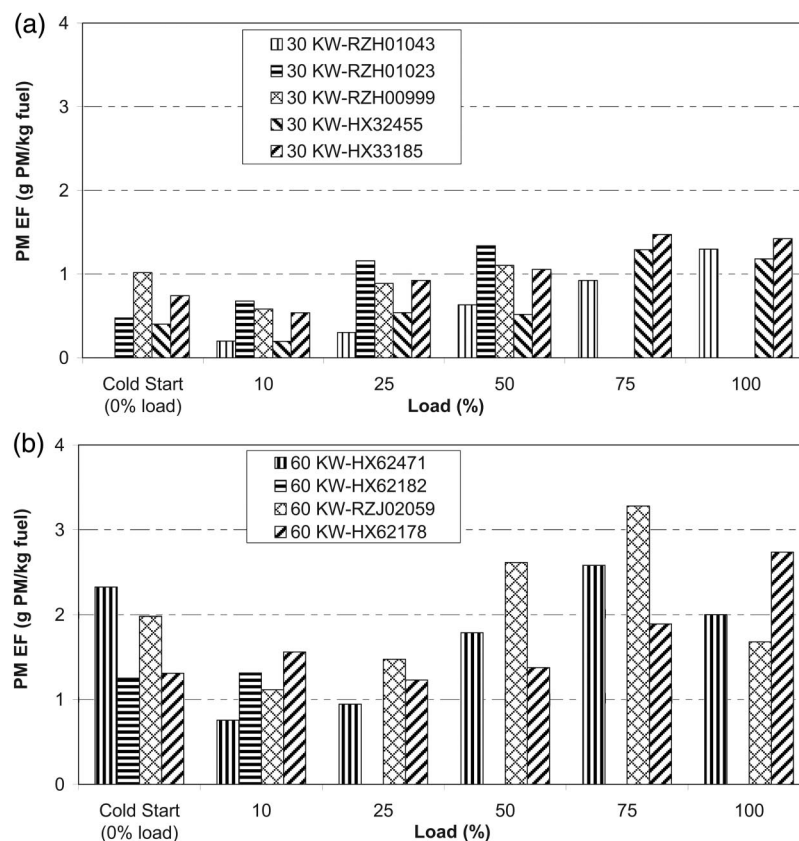 (a)
4
3
2
1
0
PM EF (g PM/kg fuel)
30 KW-RZH01043
30 KW-RZH01023
30 KW-RZH00999
30 KW-HX32455
30 KW-HX33185
Cold Start 10 25 50 75 100
(0% load)
Load (%)
(b)
4
3
2
1
0
PM EF (g PM/kg fuel)
60 KW-HX62471
60 KW-HX62182
60 KW-RZJ02059
60 KW-HX62178
Cold Start 10 25 50 75 100
(0% load)
Load (%)